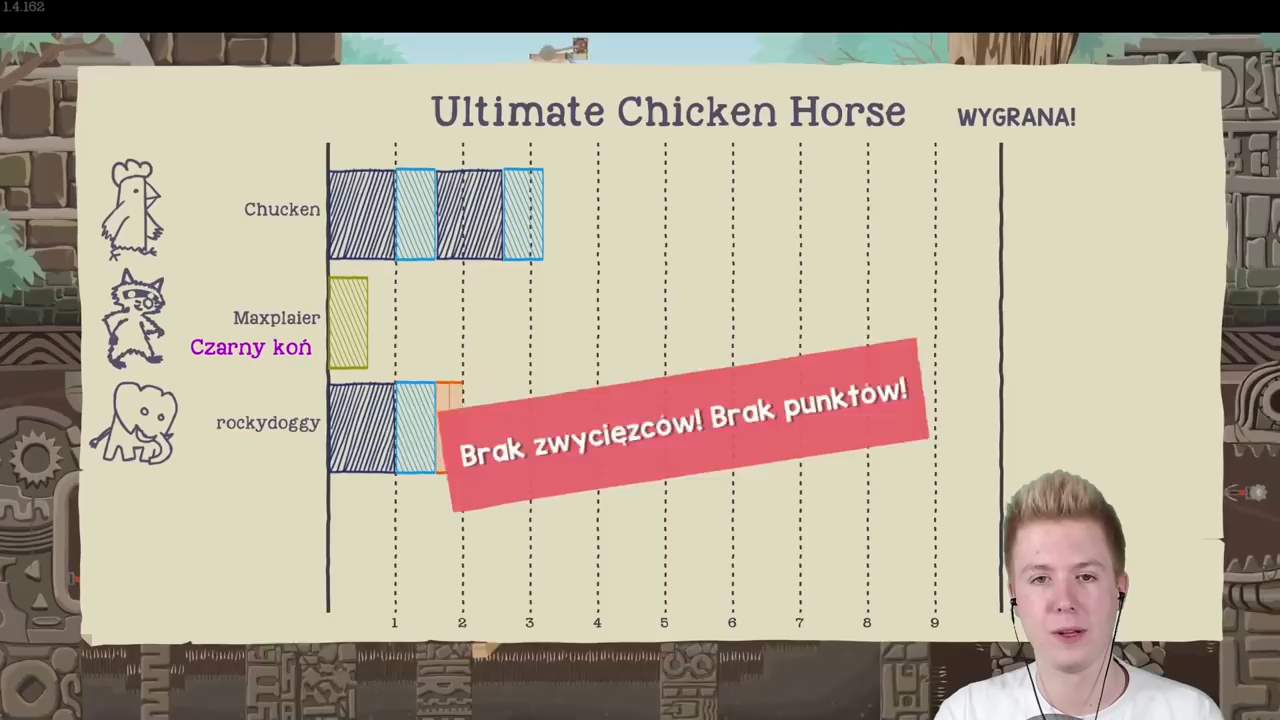 1.4.162
Ultimate Chicken Horse
WYGRANA!
Chucken
Maxplaier
Czarny koń
rockydoggy
Brak zwycięzców! Brak punktów!
1 2 3 4 5 6 7 8 9